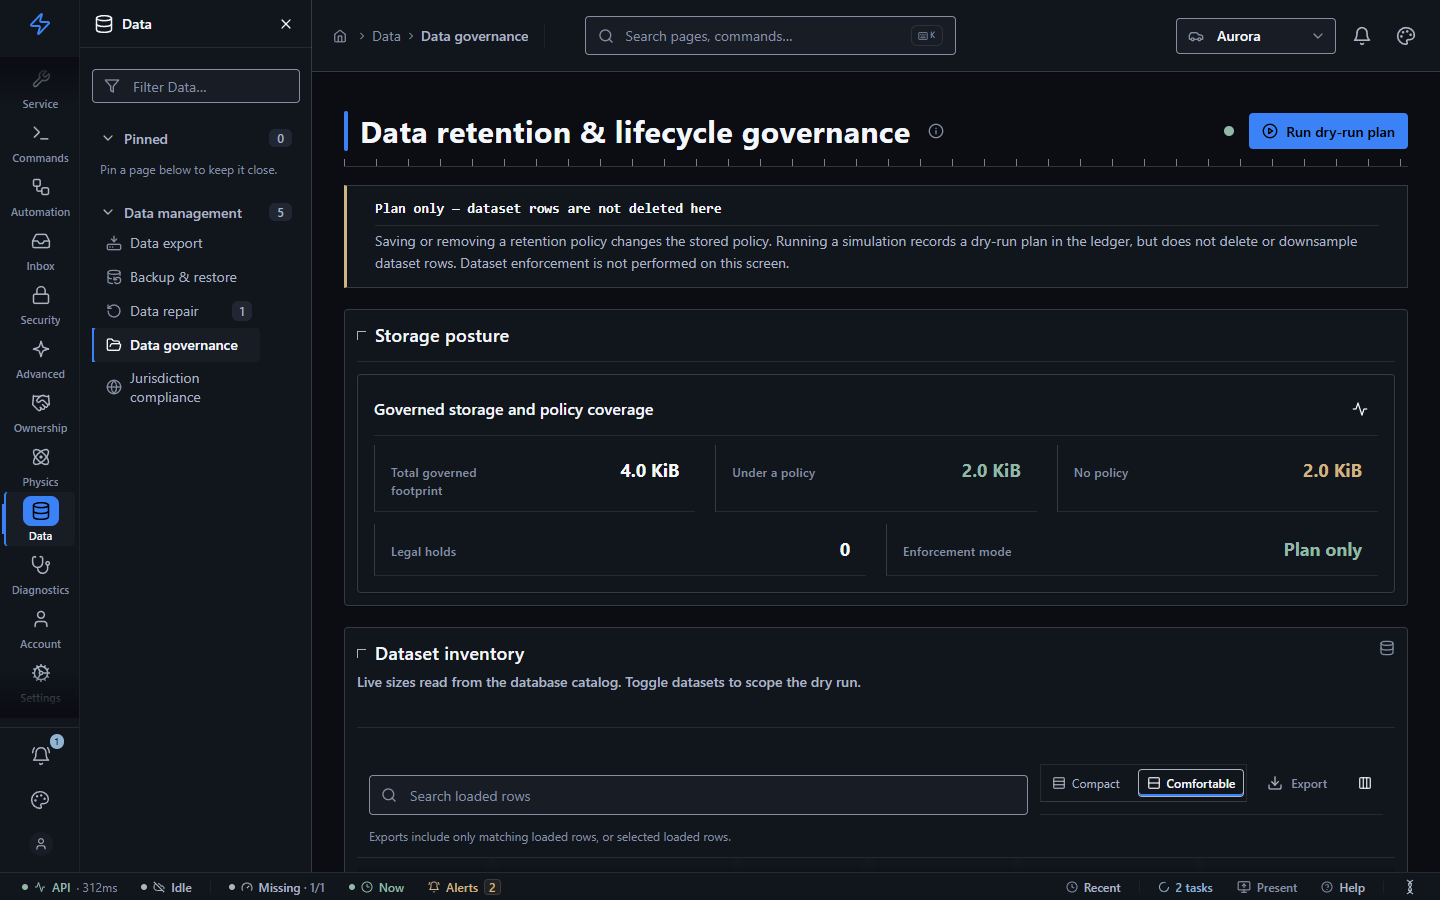 Data
Data
Data governance
Search pages, commands...
K
Aurora
Service
Commands
Automation
Inbox
Security
Advanced
Ownership
Physics
Data
Diagnostics
Account
Settings
1
Filter Data...
Pinned
0
Pin a page below to keep it close.
Data management
5
Data export
Backup & restore
Data repair
1
Data governance
Jurisdiction
compliance
Data retention & lifecycle governance
Run dry-run plan
Plan only — dataset rows are not deleted here
Saving or removing a retention policy changes the stored policy. Running a simulation records a dry-run plan in the ledger, but does not delete or downsample
dataset rows. Dataset enforcement is not performed on this screen.
Storage posture
Governed storage and policy coverage
Total governed
footprint
4.0 KiB
Under a policy
2.0 KiB
No policy
2.0 KiB
Legal holds
0
Enforcement mode
Plan only
Dataset inventory
Live sizes read from the database catalog. Toggle datasets to scope the dry run.
Search loaded rows
Compact
Comfortable
Export
Exports include only matching loaded rows, or selected loaded rows.
API · 312ms
Idle
Missing · 1/1
Now
Alerts 2
Recent
2 tasks
Present
Help